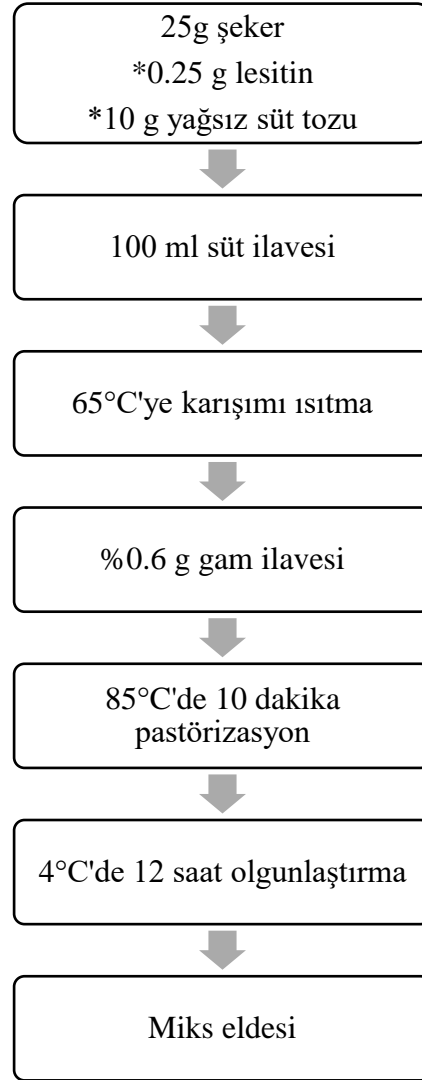 25g şeker
*0.25 g lesitin
*10 g yağsız süt tozu
100 ml süt ilavesi
65°C'ye karışımı ısıtma
%0.6 g gam ilavesi
85°C'de 10 dakika
pastörizasyon
4°C'de 12 saat olgunlaştırma
Miks eldesi